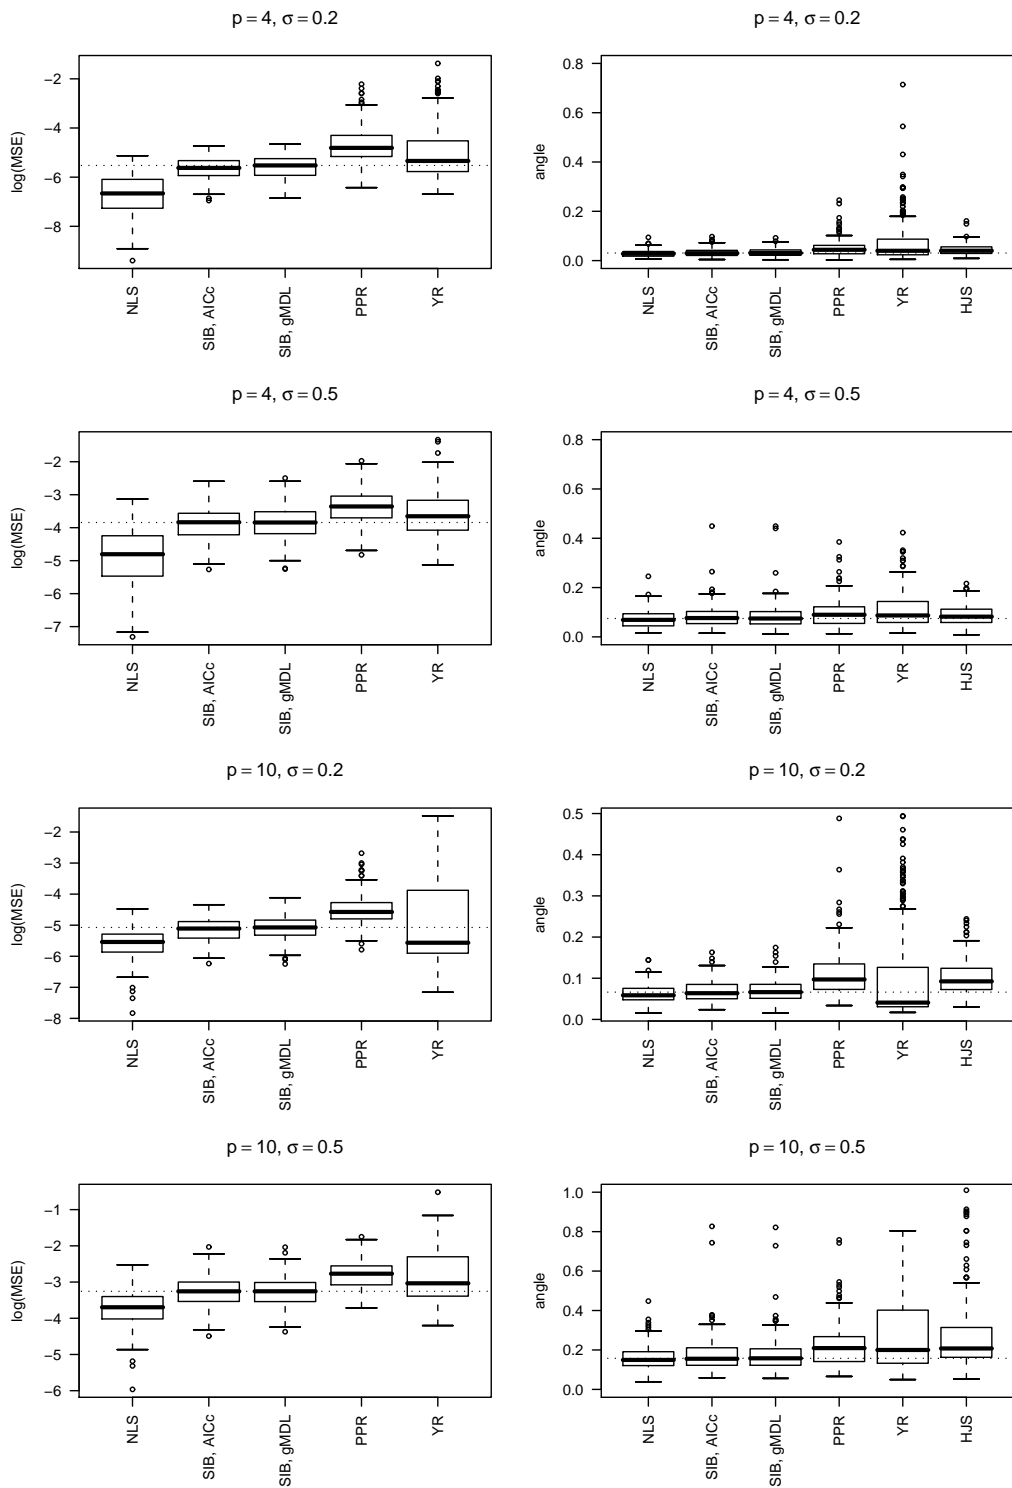 p = 4, σ = 0.2
log(MSE)
−2
−4
−6
−8
NLS
SIB, AICc
SIB, gMDL
PPR
YR
p = 4, σ = 0.2
angle
0.8
0.6
0.4
0.2
0.0
NLS
SIB, AICc
SIB, gMDL
PPR
YR
HJS
p = 4, σ = 0.5
log(MSE)
−2
−3
−4
−5
−6
−7
NLS
SIB, AICc
SIB, gMDL
PPR
YR
p = 4, σ = 0.5
angle
0.8
0.6
0.4
0.2
0.0
NLS
SIB, AICc
SIB, gMDL
PPR
YR
HJS
p = 10, σ = 0.2
log(MSE)
−2
−3
−4
−5
−6
−7
−8
NLS
SIB, AICc
SIB, gMDL
PPR
YR
p = 10, σ = 0.2
angle
0.5
0.4
0.3
0.2
0.1
0.0
NLS
SIB, AICc
SIB, gMDL
PPR
YR
HJS
p = 10, σ = 0.5
log(MSE)
−1
−2
−3
−4
−5
−6
NLS
SIB, AICc
SIB, gMDL
PPR
YR
p = 10, σ = 0.5
angle
1.0
0.8
0.6
0.4
0.2
0.0
NLS
SIB, AICc
SIB, gMDL
PPR
YR
HJS